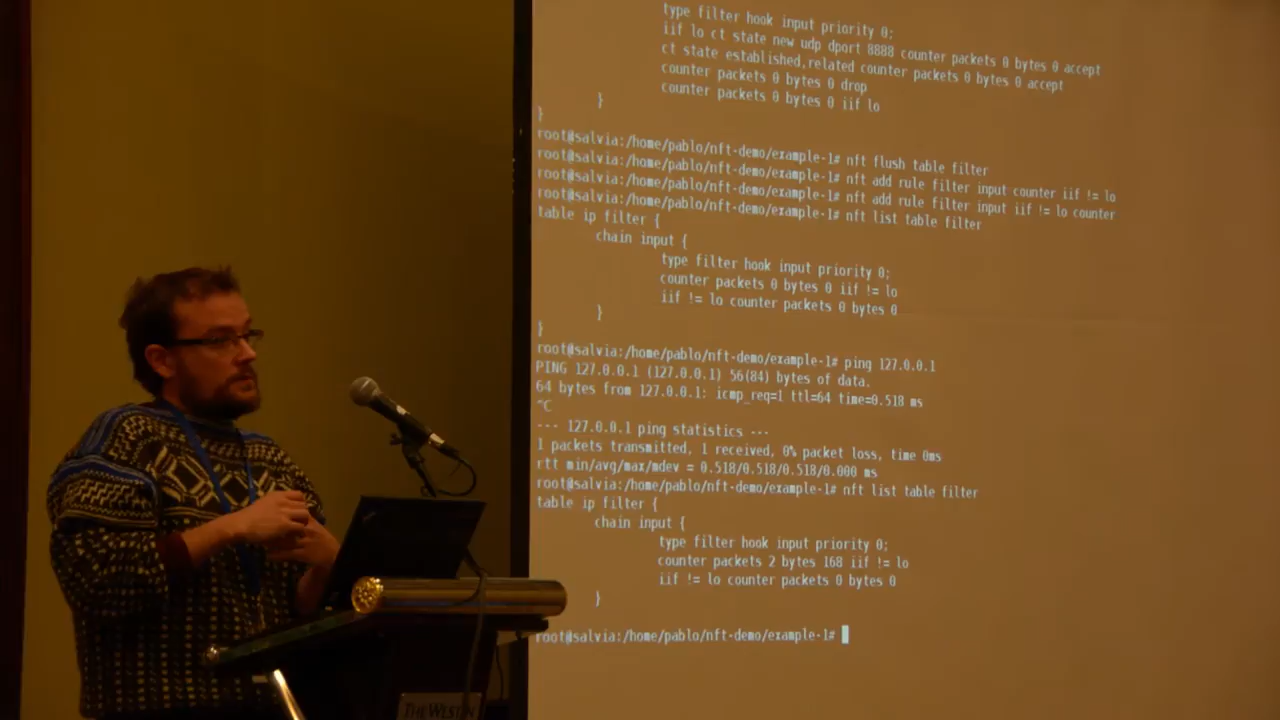 type filter hook input priority 0;
iif lo ct state new udp dport 8888 counter packets 0 bytes 0 accept
ct state established,related counter packets 0 bytes 0 accept
counter packets 0 bytes 0 drop
counter packets 0 bytes 0 iif lo
}
}
root@salvia:/home/pablo/nft-demo/example-1# nft flush table filter
root@salvia:/home/pablo/nft-demo/example-1# nft add rule filter input counter iif != lo
root@salvia:/home/pablo/nft-demo/example-1# nft add rule filter input iif != lo counter
root@salvia:/home/pablo/nft-demo/example-1# nft list table filter
table ip filter {
chain input {
type filter hook input priority 0;
counter packets 0 bytes 0 iif != lo
iif != lo counter packets 0 bytes 0
}
}
root@salvia:/home/pablo/nft-demo/example-1# ping 127.0.0.1
PING 127.0.0.1 (127.0.0.1) 56(84) bytes of data.
64 bytes from 127.0.0.1: icmp_req=1 ttl=64 time=0.518 ms
^C
--- 127.0.0.1 ping statistics ---
1 packets transmitted, 1 received, 0% packet loss, time 0ms
rtt min/avg/max/mdev = 0.518/0.518/0.518/0.000 ms
root@salvia:/home/pablo/nft-demo/example-1# nft list table filter
table ip filter {
chain input {
type filter hook input priority 0;
counter packets 2 bytes 168 iif != lo
iif != lo counter packets 0 bytes 0
}
root@salvia:/home/pablo/nft-demo/example-1#
THE WESTIN